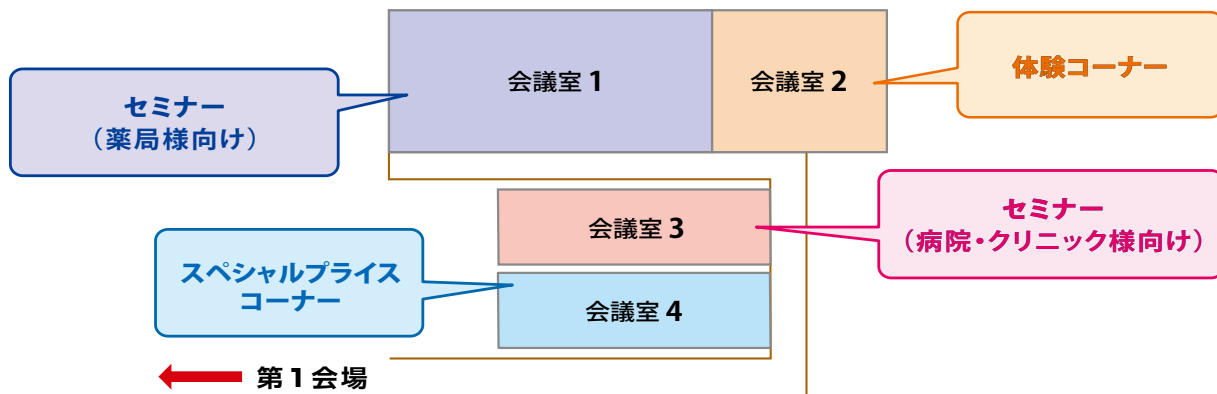 会議室 1
会議室 2
体験コーナー
セミナー
（薬局様向け）
会議室 3
セミナー
（病院・クリニック様向け）
スペシャルプライス
コーナー
会議室 4
第1会場